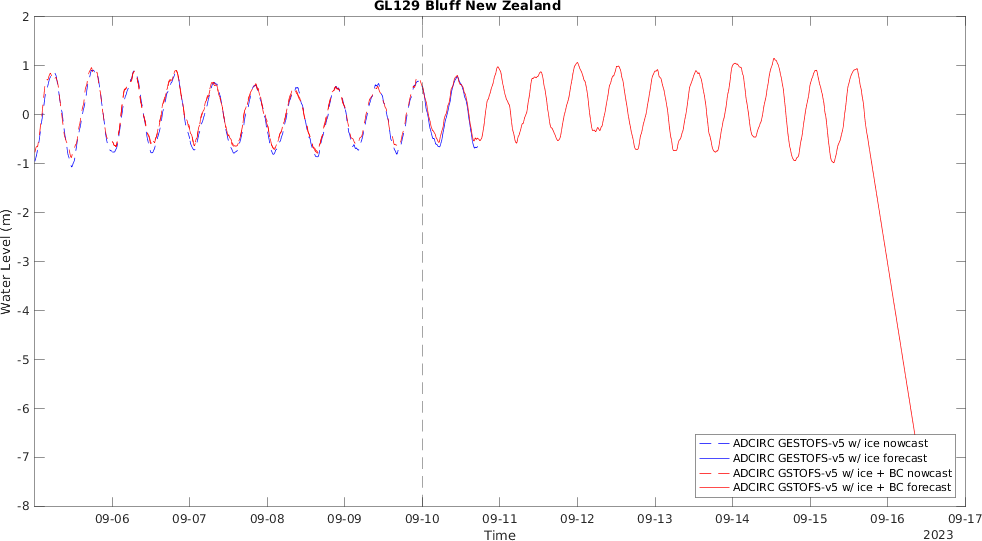 GL129 Bluff New Zealand
2
1
0
-1
-2
-3
-4
-5
-6
-7
-8
Water Level (m)
ADCIRC GESTOFS-v5 w/ ice nowcast
ADCIRC GESTOFS-v5 w/ ice forecast
ADCIRC GSTOFS-v5 w/ ice + BC nowcast
ADCIRC GSTOFS-v5 w/ ice + BC forecast
09-06 09-07 09-08 09-09 09-10 09-11 09-12 09-13 09-14 09-15 09-16 09-17
Time
2023